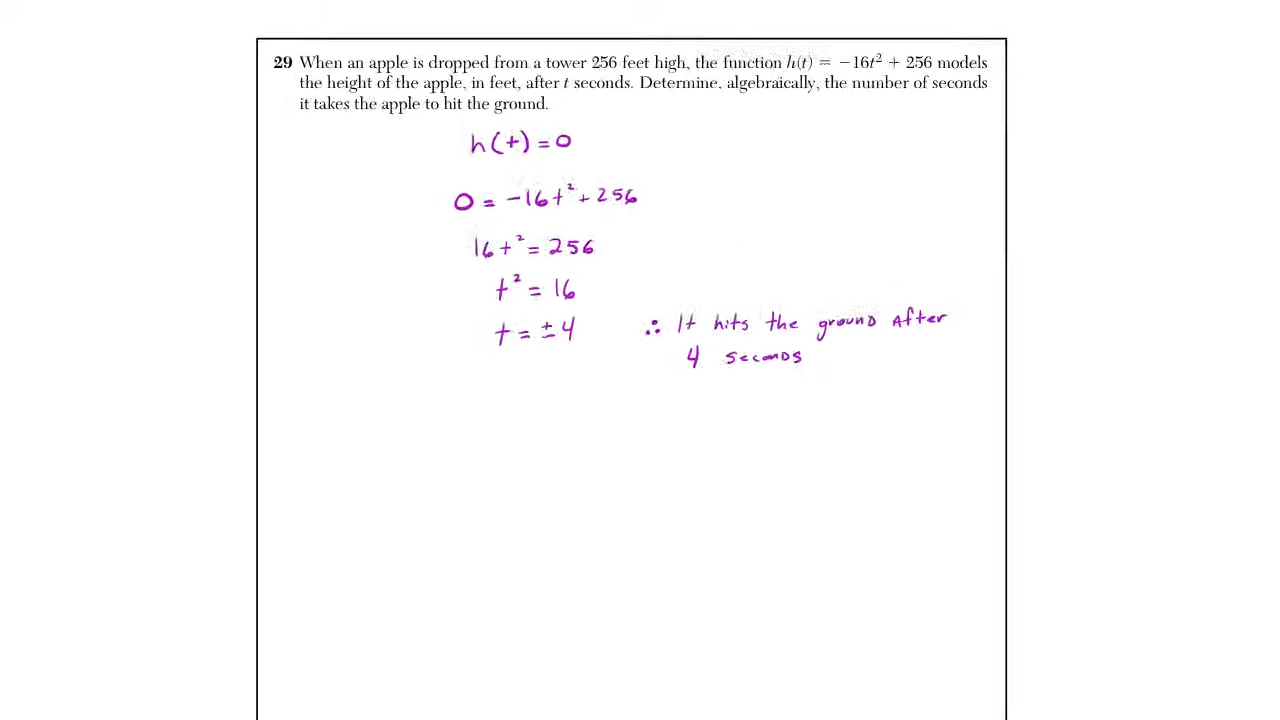 29 When an apple is dropped from a tower 256 feet high, the function h(t) = −16t² + 256 models
the height of the apple, in feet, after t seconds. Determine, algebraically, the number of seconds
it takes the apple to hit the ground.
h(t) = 0
0 = -16t² + 256
16t² = 256
t² = 16
t = ±4
∴ It hits the ground after
4 seconds